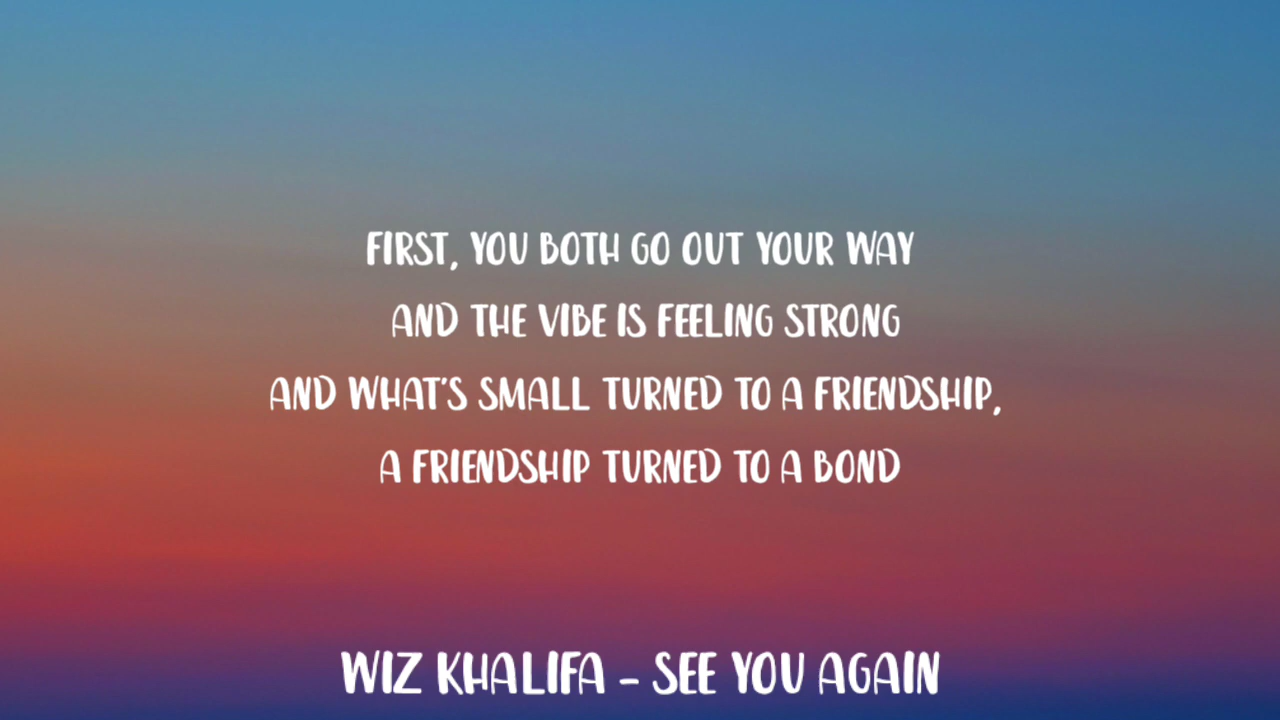 FIRST, YOU BOTH GO OUT YOUR WAY
AND THE VIBE IS FEELING STRONG
AND WHAT'S SMALL TURNED TO A FRIENDSHIP,
A FRIENDSHIP TURNED TO A BOND
WIZ KHALIFA - SEE YOU AGAIN